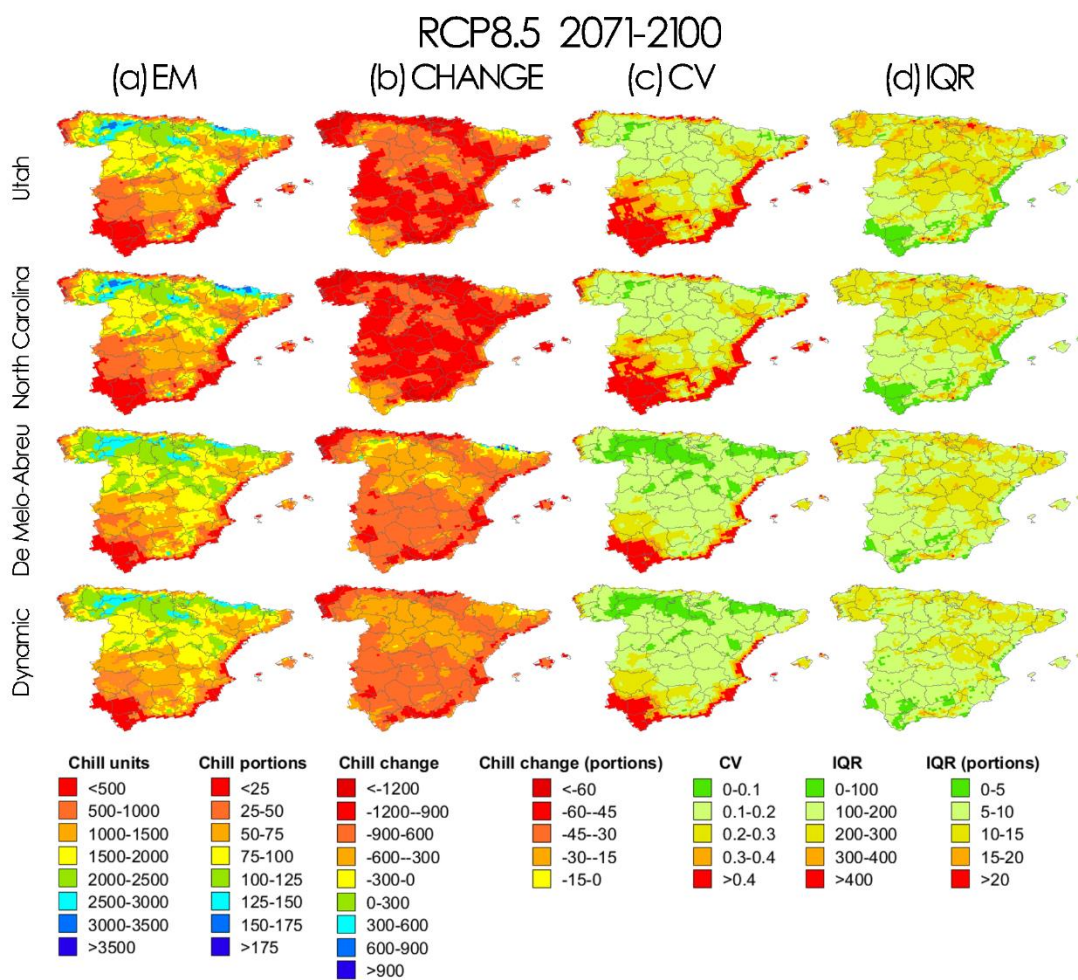 RCP8.5 2071-2100
(a) EM
(b) CHANGE
(c) CV
(d) IQR
Utah
North Carolina
De Melo-Abreu
Dynamic
Chill units
<500
500-1000
1000-1500
1500-2000
2000-2500
2500-3000
3000-3500
>3500
Chill portions
<25
25-50
50-75
75-100
100-125
125-150
150-175
>175
Chill change
<-1200
-1200--900
-900-600
-600--300
-300-0
0-300
300-600
600-900
>900
Chill change (portions)
<-60
-60--45
-45--30
-30--15
-15-0
CV
0-0.1
0.1-0.2
0.2-0.3
0.3-0.4
>0.4
IQR
0-100
100-200
200-300
300-400
>400
IQR (portions)
0-5
5-10
10-15
15-20
>20